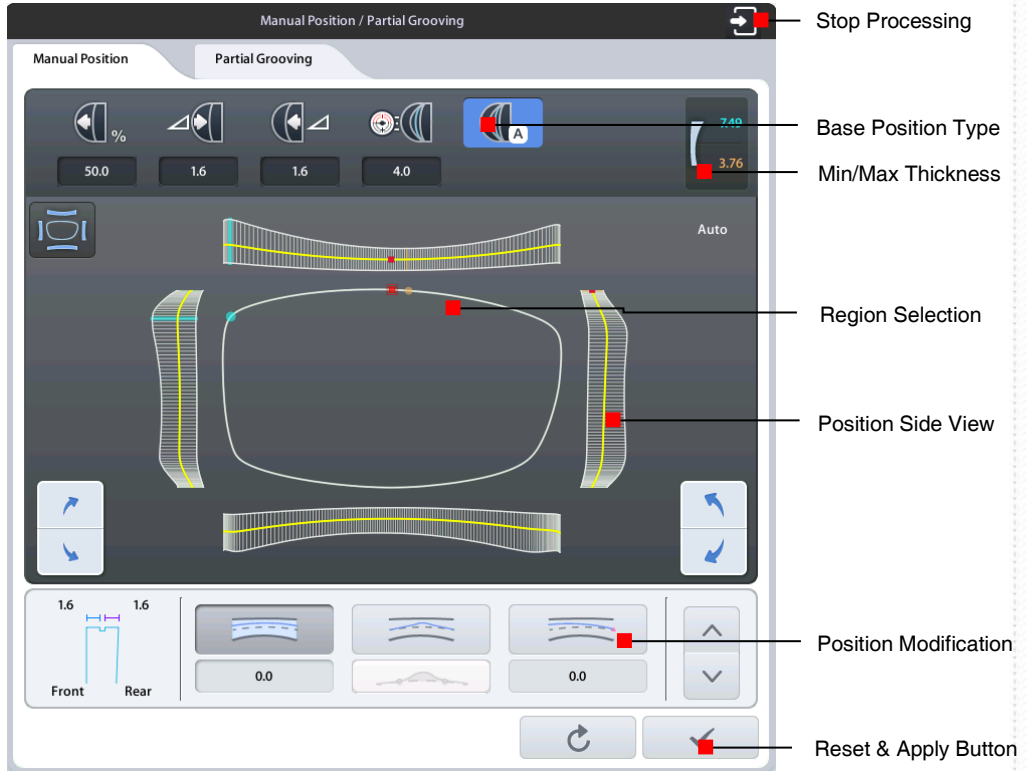 Manual Position / Partial Grooving
Stop Processing
Manual Position
Partial Grooving
%
A
Base Position Type
7.49
3.76
Min/Max Thickness
50.0
1.6
1.6
4.0
Auto
Region Selection
Position Side View
1.6
1.6
Front
Rear
0.0
0.0
Position Modification
Reset & Apply Button